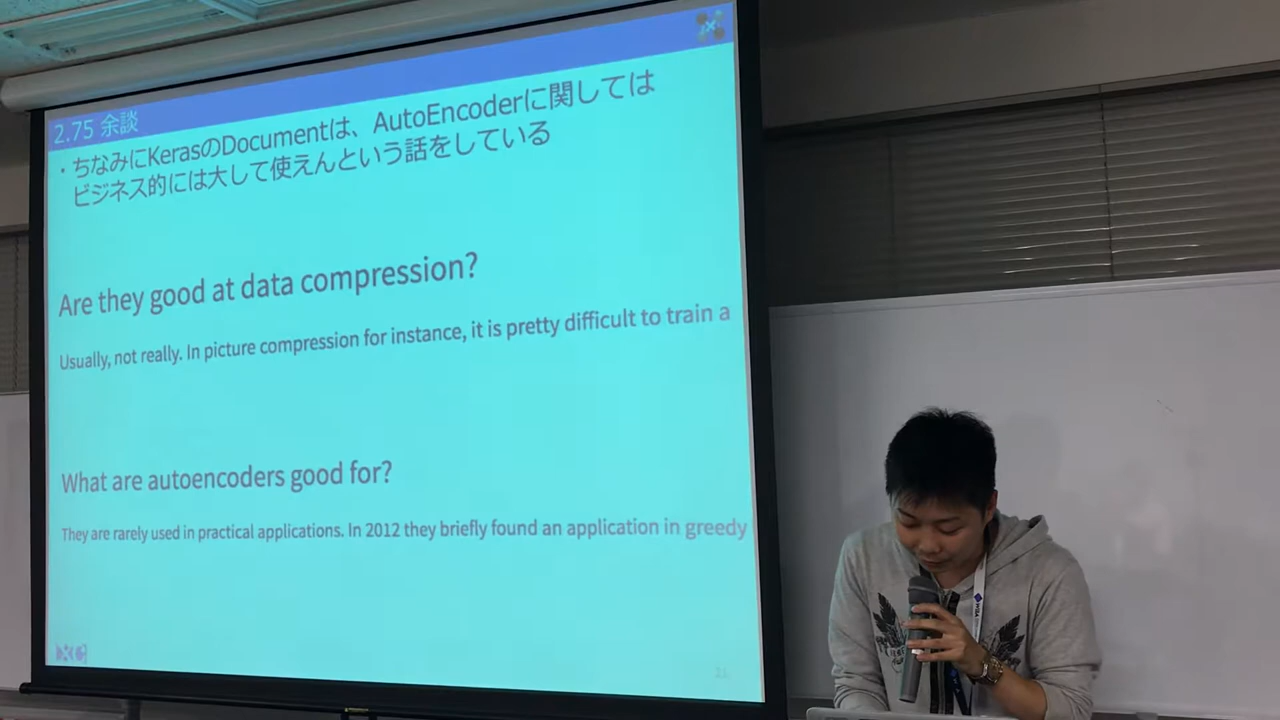 2.75 余談
・ちなみにKerasのDocumentは、AutoEncoderに関しては
ビジネス的には大して使えんという話をしている
Are they good at data compression?
Usually, not really. In picture compression for instance, it is pretty difficult to train a
What are autoencoders good for?
They are rarely used in practical applications. In 2012 they briefly found an application in greedy